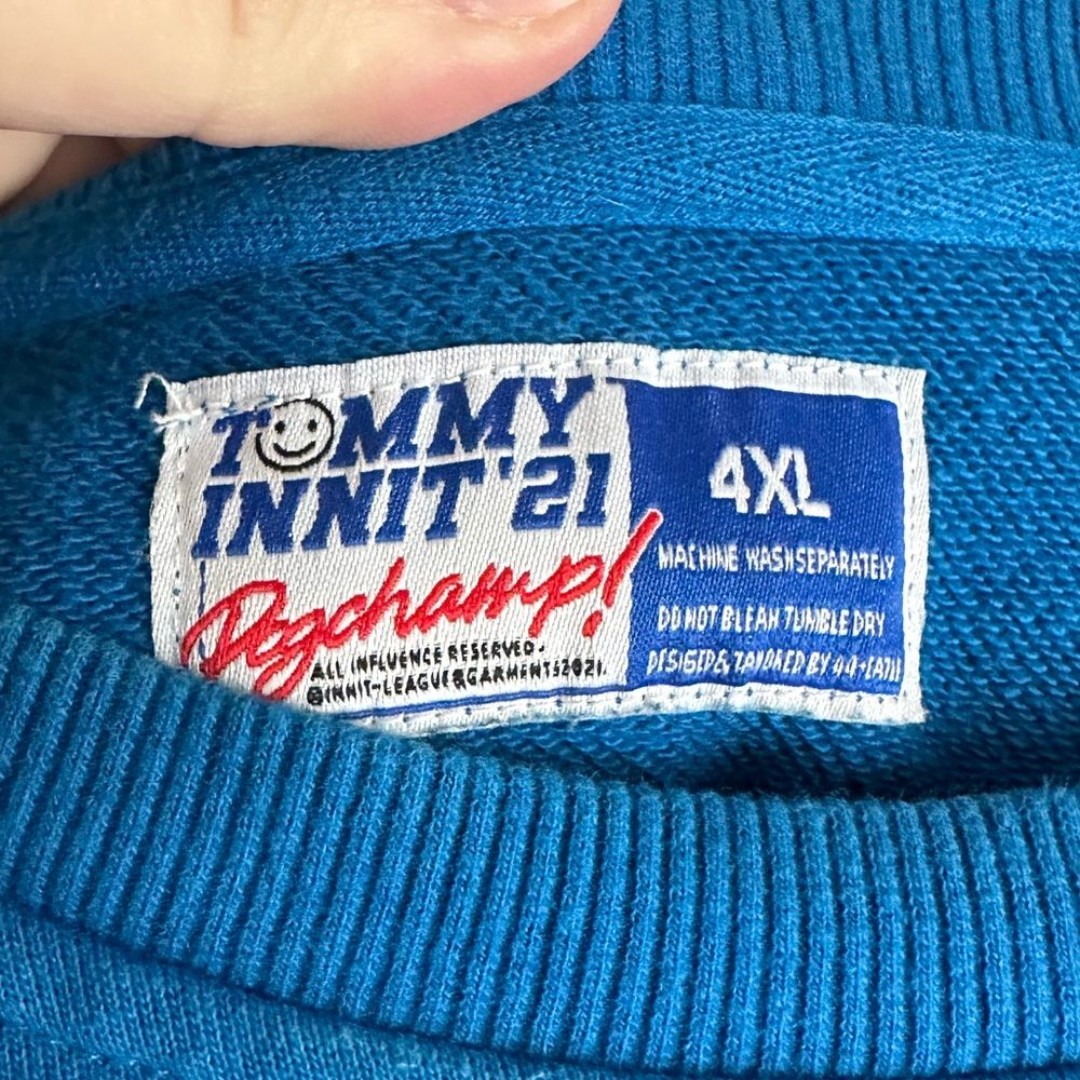 TOMMY
INNIT '21
Pogchamp!
ALL INFLUENCE RESERVED.
©INNIT-LEAGUE&GARMENTS2021.
4XL
MACHINE WASH SEPARATELY
DO NOT BLEAH TUMBLE DRY
DESIGED & TAILORED BY